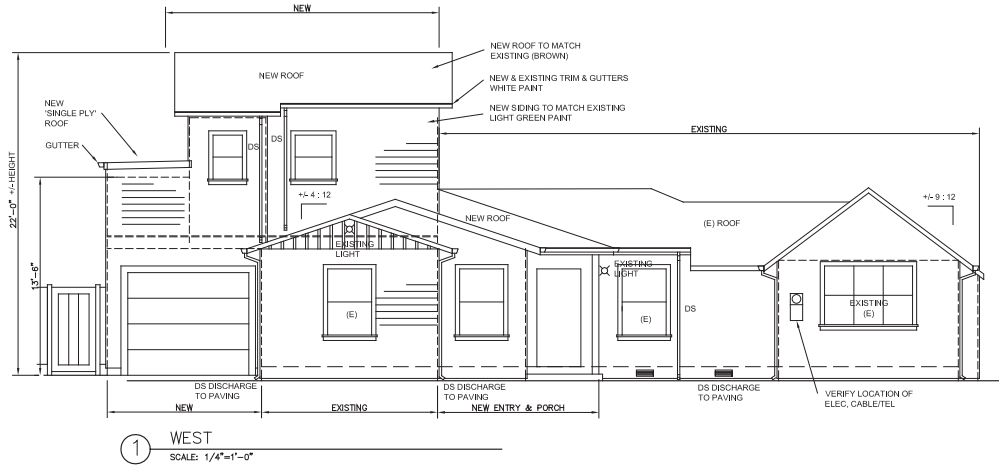 NEW
NEW ROOF TO MATCH
EXISTING (BROWN)
NEW ROOF
NEW & EXISTING TRIM & GUTTERS
WHITE PAINT
NEW
'SINGLE PLY'
ROOF
NEW SIDING TO MATCH EXISTING
LIGHT GREEN PAINT
GUTTER
DS
DS
EXISTING
22'-0" +/- HEIGHT
13'-6"
+/- 4 : 12
+/- 9 : 12
NEW ROOF
(E) ROOF
EXISTING
LIGHT
EXISTING
LIGHT
(E)
(E)
DS
EXISTING
(E)
DS DISCHARGE
TO PAVING
DS DISCHARGE
TO PAVING
DS DISCHARGE
TO PAVING
VERIFY LOCATION OF
ELEC, CABLE/TEL
NEW
EXISTING
NEW ENTRY & PORCH
1
WEST
SCALE: 1/4"=1'-0"